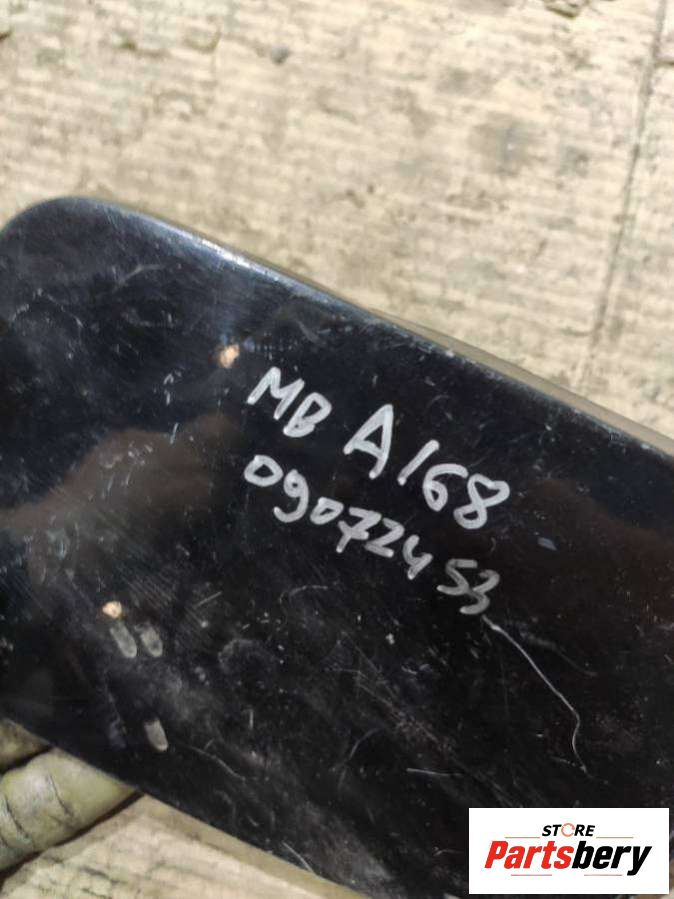 MB A168
09072453
STORE
Partsbery